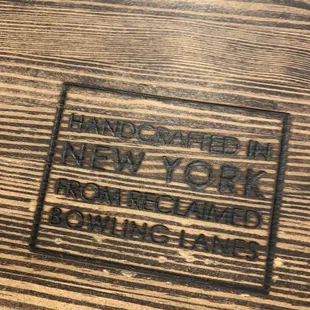 HANDCRAFTED IN
NEW YORK
FROM RECLAIMED
BOWLING LANES